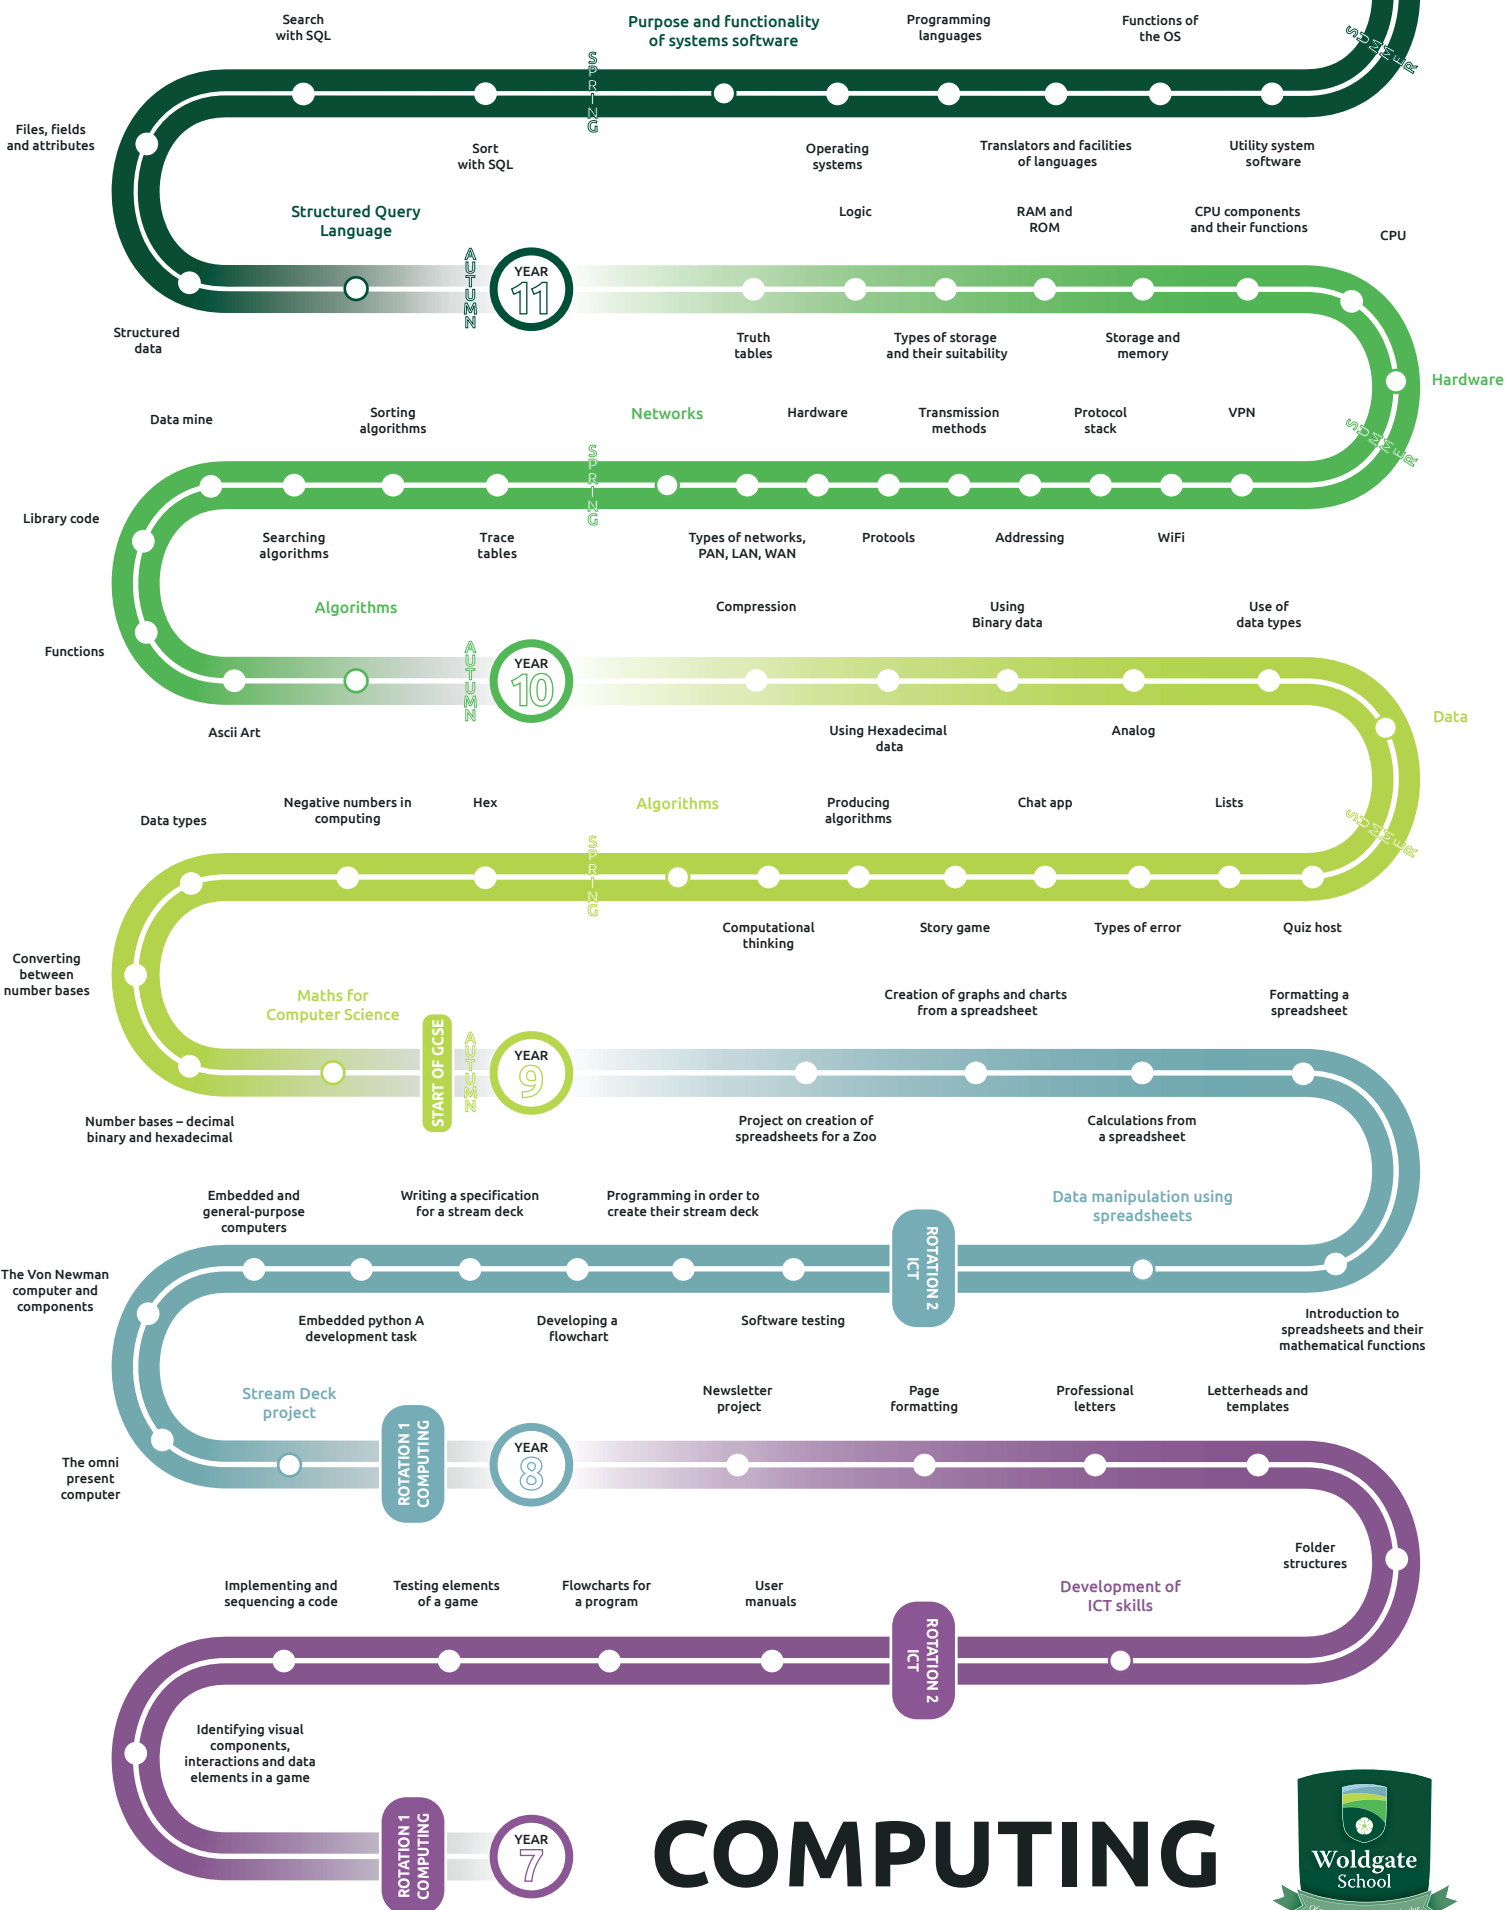 Search
with SQL
Purpose and functionality
of systems software
Programming
languages
Functions of
the OS
SUMMER
SPRING
Files, fields
and attributes
Sort
with SQL
Operating
systems
Translators and facilities
of languages
Utility system
software
Structured Query
Language
Logic
RAM and
ROM
CPU components
and their functions
CPU
AUTUMN
YEAR
11
Structured
data
Truth
tables
Types of storage
and their suitability
Storage and
memory
Hardware
Data mine
Sorting
algorithms
Networks
Hardware
Transmission
methods
Protocol
stack
VPN
SUMMER
SPRING
Library code
Searching
algorithms
Trace
tables
Types of networks,
PAN, LAN, WAN
Protools
Addressing
WiFi
Algorithms
Compression
Using
Binary data
Use of
data types
Functions
AUTUMN
YEAR
10
Ascii Art
Using Hexadecimal
data
Analog
Data
Data types
Negative numbers in
computing
Hex
Algorithms
Producing
algorithms
Chat app
Lists
SUMMER
SPRING
Computational
thinking
Story game
Types of error
Quiz host
Converting
between
number bases
Maths for
Computer Science
Creation of graphs and charts
from a spreadsheet
Formatting a
spreadsheet
START OF GCSE
AUTUMN
YEAR
9
Number bases – decimal
binary and hexadecimal
Project on creation of
spreadsheets for a Zoo
Calculations from
a spreadsheet
Embedded and
general-purpose
computers
Writing a specification
for a stream deck
Programming in order to
create their stream deck
Data manipulation using
spreadsheets
ROTATION 2
ICT
The Von Newman
computer and
components
Embedded python A
development task
Developing a
flowchart
Software testing
Introduction to
spreadsheets and their
mathematical functions
Stream Deck
project
Newsletter
project
Page
formatting
Professional
letters
Letterheads and
templates
ROTATION 1
COMPUTING
YEAR
8
The omni
present
computer
Folder
structures
Implementing and
sequencing a code
Testing elements
of a game
Flowcharts for
a program
User
manuals
Development of
ICT skills
ROTATION 2
ICT
Identifying visual
components,
interactions and data
elements in a game
ROTATION 1
COMPUTING
YEAR
7
COMPUTING
Woldgate
School